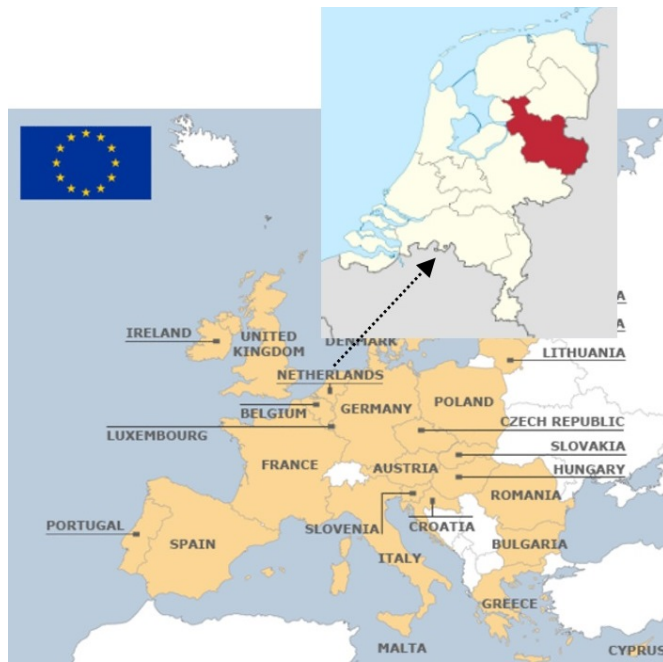 A
IRELAND
UNITED
KINGDOM
DENMARK
A
LITHUANIA
NETHERLANDS
BELGIUM
GERMANY
POLAND
LUXEMBOURG
CZECH REPUBLIC
SLOVAKIA
FRANCE
AUSTRIA
HUNGARY
ROMANIA
PORTUGAL
SPAIN
SLOVENIA
CROATIA
ITALY
BULGARIA
GREECE
MALTA
CYPRUS